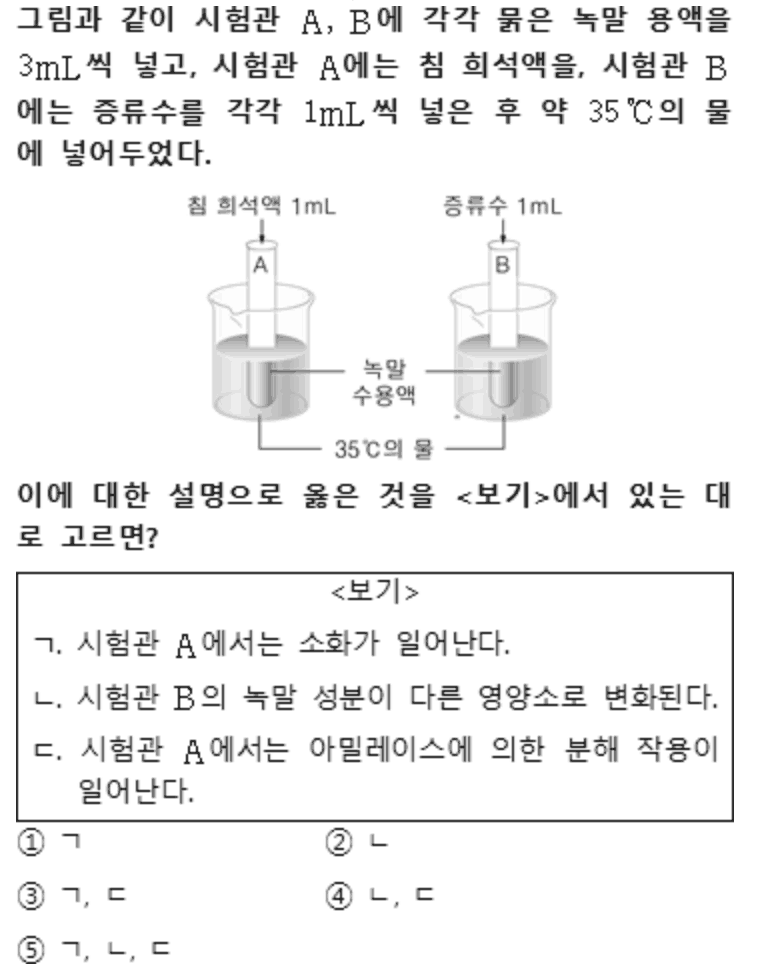 그림과 같이 시험관 A, B에 각각 묽은 녹말 용액을
3mL씩 넣고, 시험관 A에는 침 희석액을, 시험관 B
에는 증류수를 각각 1mL씩 넣은 후 약 35℃의 물
에 넣어두었다.
침 희석액 1mL
증류수 1mL
A
B
녹말
수용액
35℃의 물
이에 대한 설명으로 옳은 것을 <보기>에서 있는 대
로 고르면?
<보기>
ㄱ. 시험관 A에서는 소화가 일어난다.
ㄴ. 시험관 B의 녹말 성분이 다른 영양소로 변화된다.
ㄷ. 시험관 A에서는 아밀레이스에 의한 분해 작용이
일어난다.
① ㄱ ② ㄴ
③ ㄱ, ㄷ ④ ㄴ, ㄷ
⑤ ㄱ, ㄴ, ㄷ